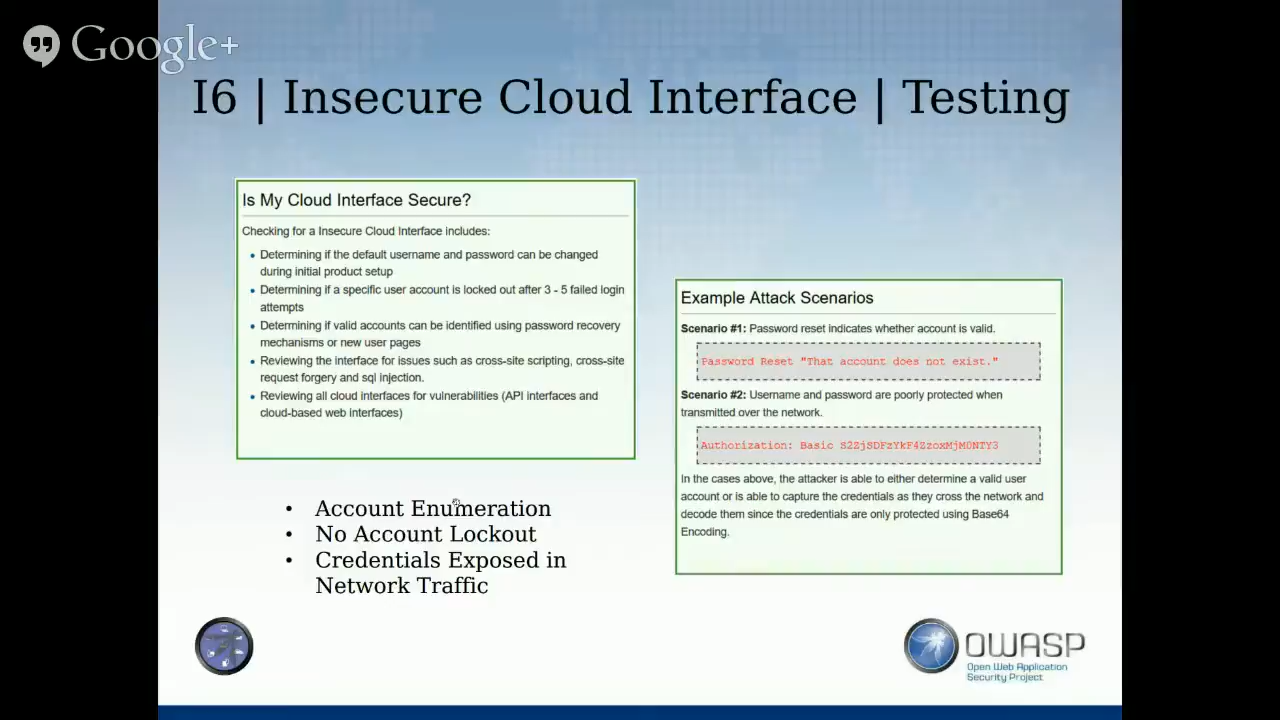 Google+
I6 | Insecure Cloud Interface | Testing
Is My Cloud Interface Secure?
Checking for a Insecure Cloud Interface includes:
• Determining if the default username and password can be changed
during initial product setup
• Determining if a specific user account is locked out after 3 - 5 failed login
attempts
• Determining if valid accounts can be identified using password recovery
mechanisms or new user pages
• Reviewing the interface for issues such as cross-site scripting, cross-site
request forgery and sql injection.
• Reviewing all cloud interfaces for vulnerabilities (API interfaces and
cloud-based web interfaces)
• Account Enumeration
• No Account Lockout
• Credentials Exposed in
Network Traffic
Example Attack Scenarios
Scenario #1: Password reset indicates whether account is valid.
Password Reset "That account does not exist."
Scenario #2: Username and password are poorly protected when
transmitted over the network.
Authorization: Basic S2ZjSDFzYkF4ZzoxMjM0NTY3
In the cases above, the attacker is able to either determine a valid user
account or is able to capture the credentials as they cross the network and
decode them since the credentials are only protected using Base64
Encoding.
OWASP
Open Web Application
Security Project